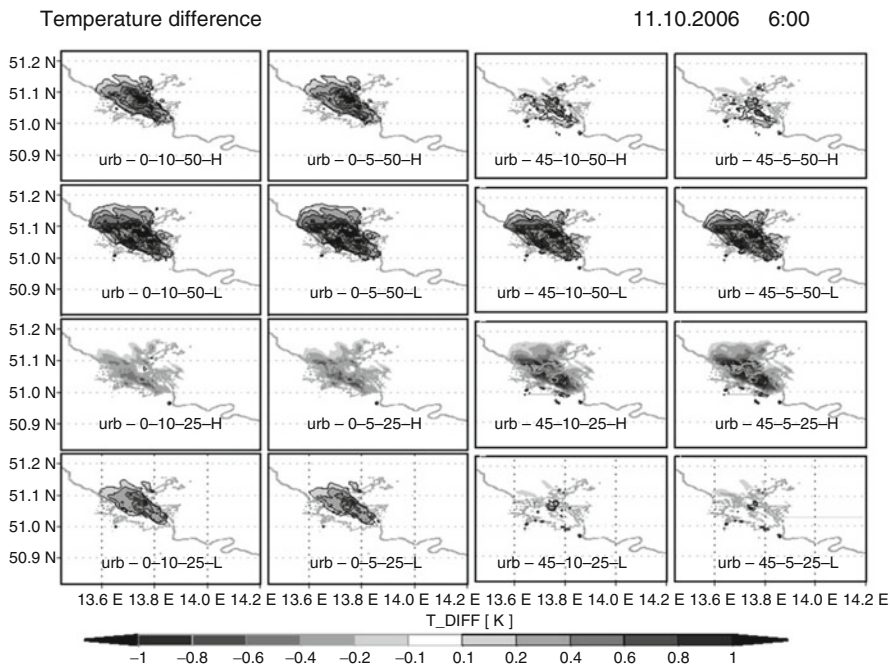 Temperature difference 11.10.2006 6:00
51.2 N
51.1 N
51.0 N
50.9 N
urb – 0–10–50–H urb – 0–5–50–H urb – 45–10–50–H urb – 45–5–50–H
51.2 N
51.1 N
51.0 N
50.9 N
urb – 0–10–50–L urb – 0–5–50–L urb – 45–10–50–L urb – 45–5–50–L
51.2 N
51.1 N
51.0 N
50.9 N
urb – 0–10–25–H urb – 0–5–25–H urb – 45–10–25–H urb – 45–5–25–H
51.2 N
51.1 N
51.0 N
50.9 N
urb – 0–10–25–L urb – 0–5–25–L urb – 45–10–25–L urb – 45–5–25–L
13.6 E 13.8 E 14.0 E 14.2 E 13.6 E 13.8 E 14.0 E 14.2 E 13.6 E 13.8 E 14.0 E 14.2 E 13.6 E 13.8 E 14.0 E 14.2 E
T_DIFF [ K ]
–1 –0.8 –0.6 –0.4 –0.2 –0.1 0.1 0.2 0.4 0.6 0.8 1